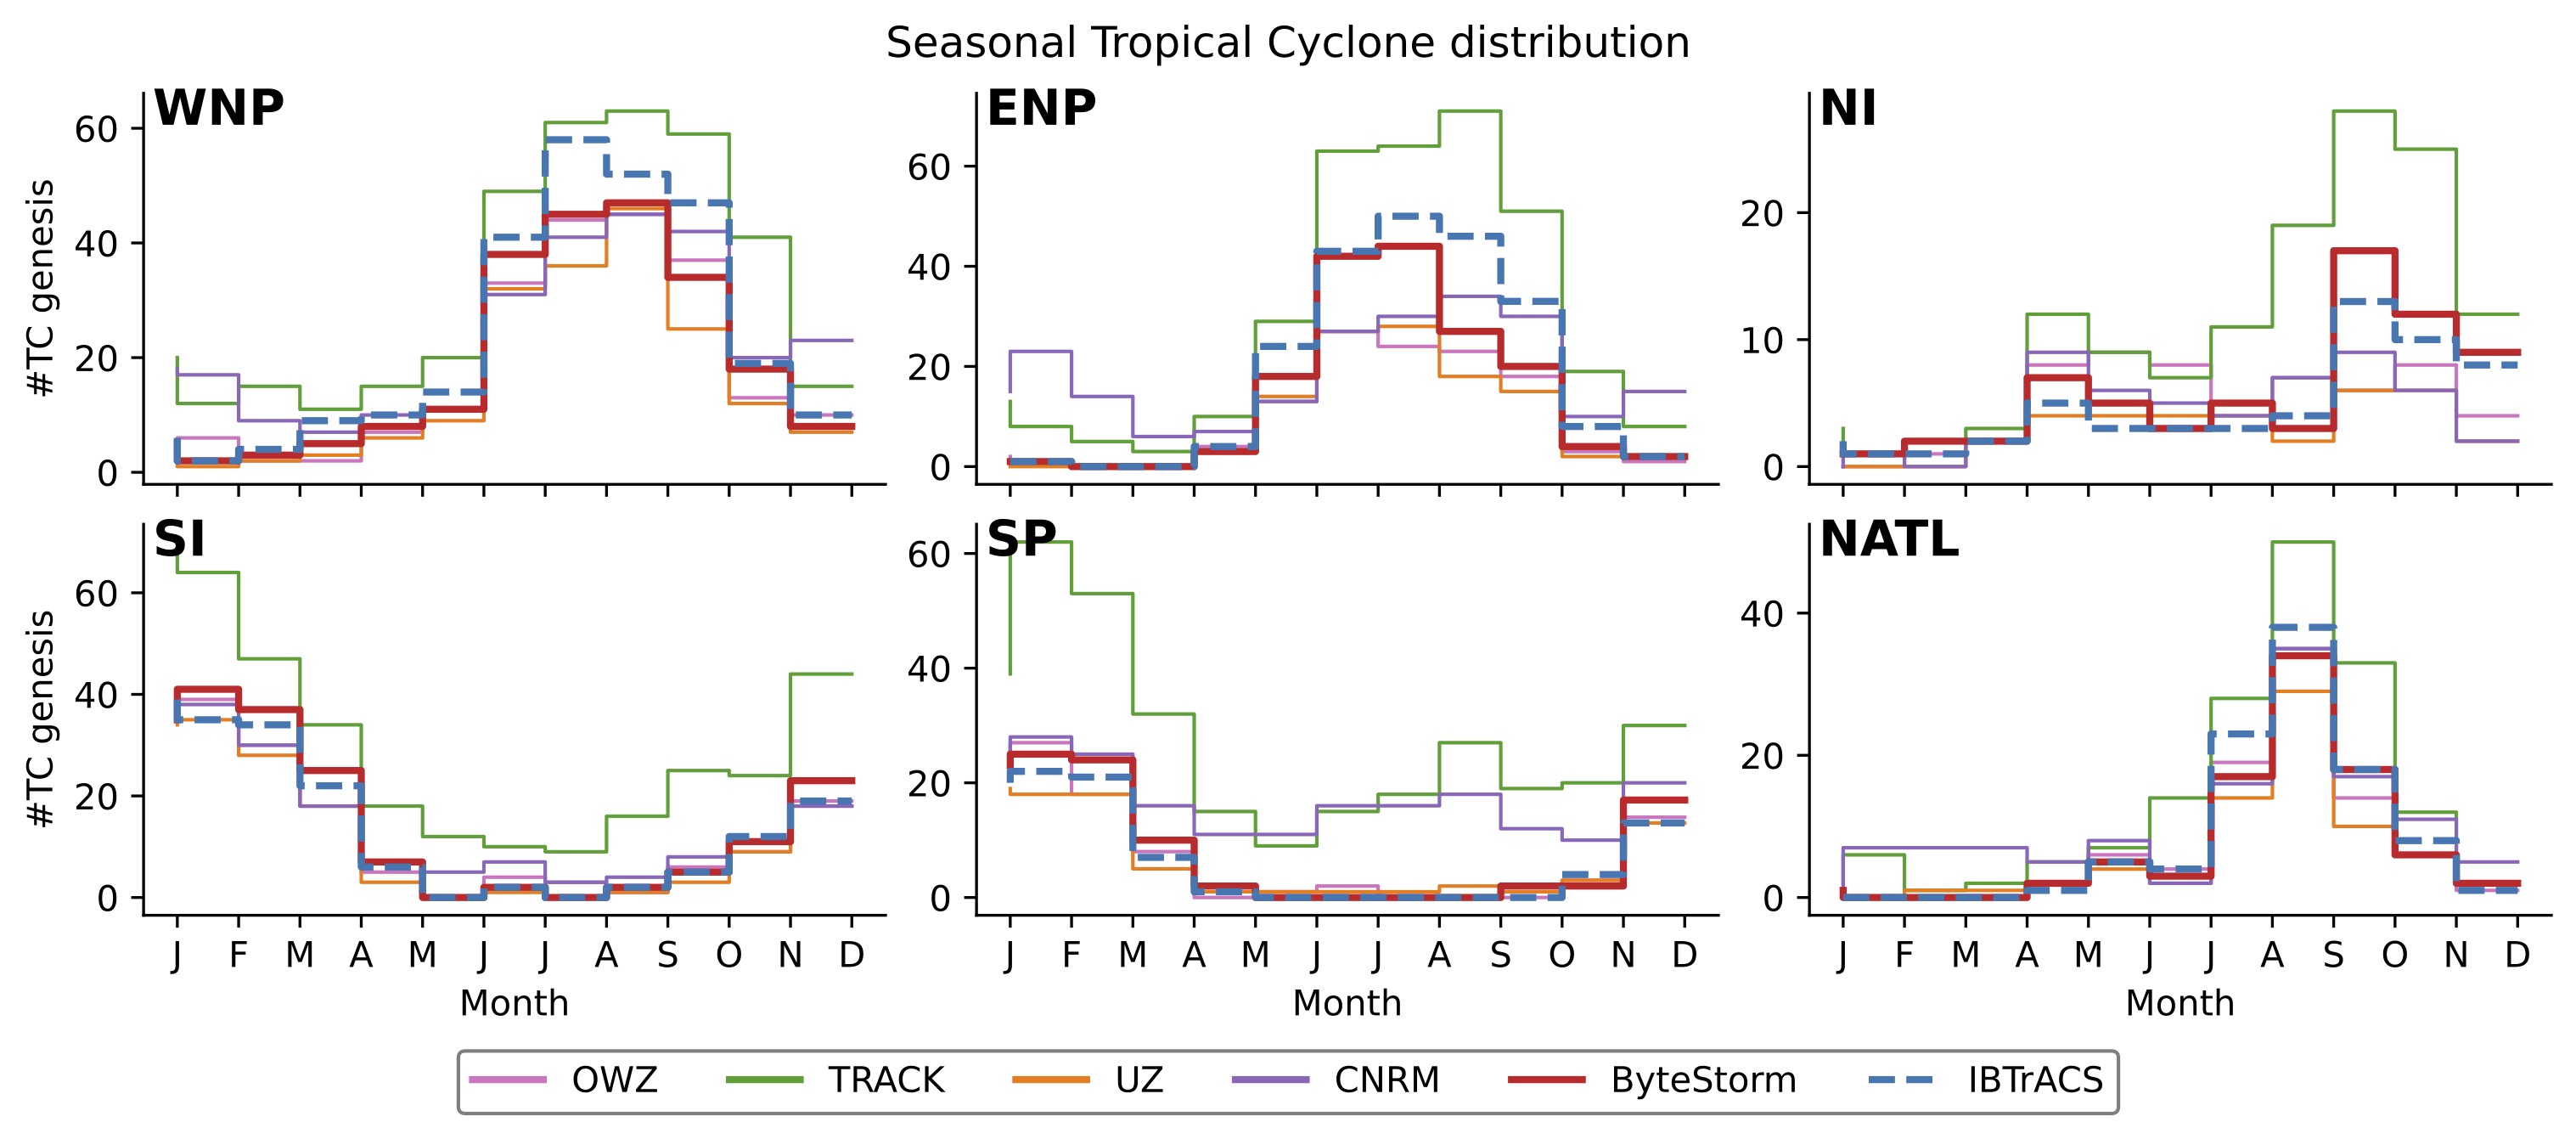 Seasonal Tropical Cyclone distribution
WNP
ENP
NI
#TC genesis
60
40
20
0
60
40
20
0
20
10
0
SI
SP
NATL
#TC genesis
60
40
20
0
60
40
20
0
40
20
0
J F M A M J J A S O N D
J F M A M J J A S O N D
J F M A M J J A S O N D
Month
Month
Month
OWZ TRACK UZ CNRM ByteStorm IBTrACS